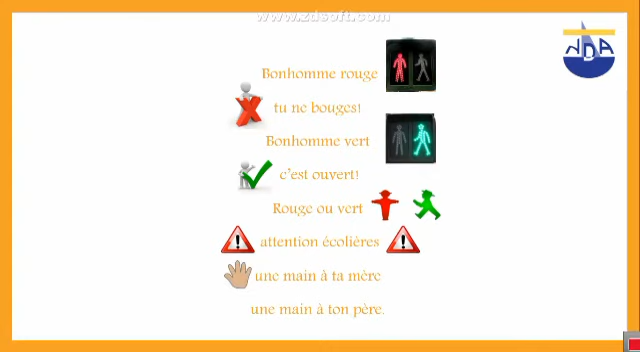 www.zdsoft.com
NDA
Bonhomme rouge
tu ne bouges!
Bonhomme vert
c'est ouvert!
Rouge ou vert
attention écolières
une main à ta mère
une main à ton père.